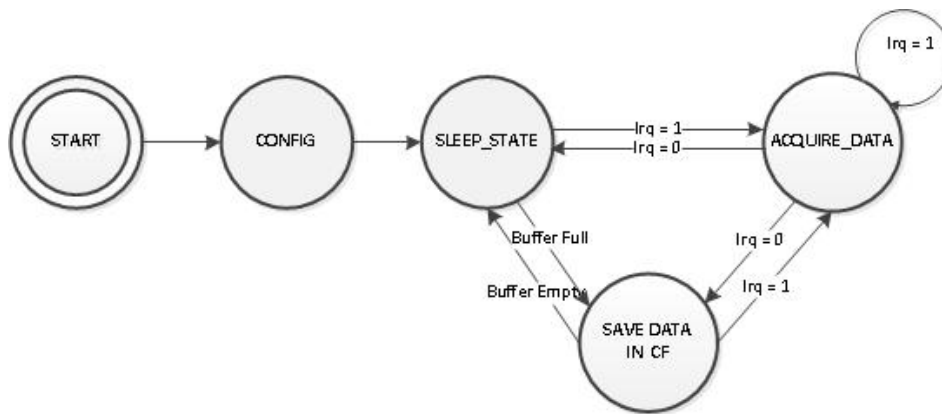 Irq = 1
START
CONFIG
SLEEP_STATE
Irq = 1
Irq = 0
ACQUIRE_DATA
Buffer Full
Irq = 0
Buffer Empty
Irq = 1
SAVE DATA
IN CF